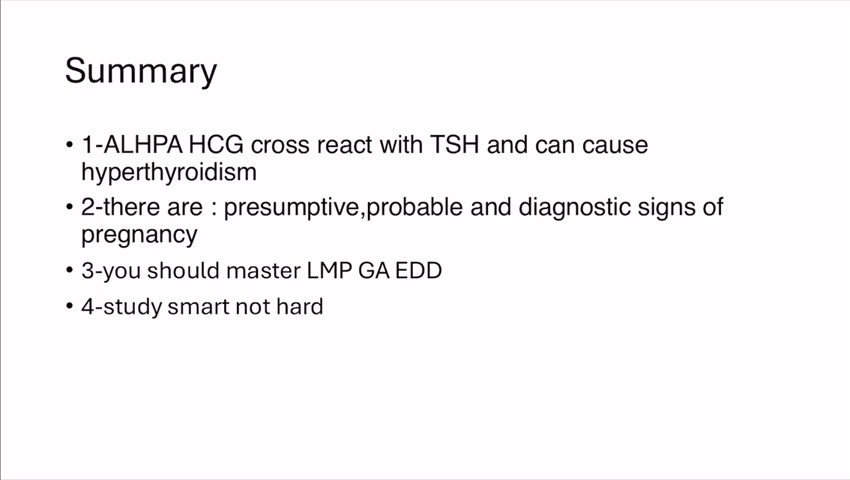 Summary
• 1-ALHPA HCG cross react with TSH and can cause
hyperthyroidism
• 2-there are : presumptive,probable and diagnostic signs of
pregnancy
• 3-you should master LMP GA EDD
• 4-study smart not hard